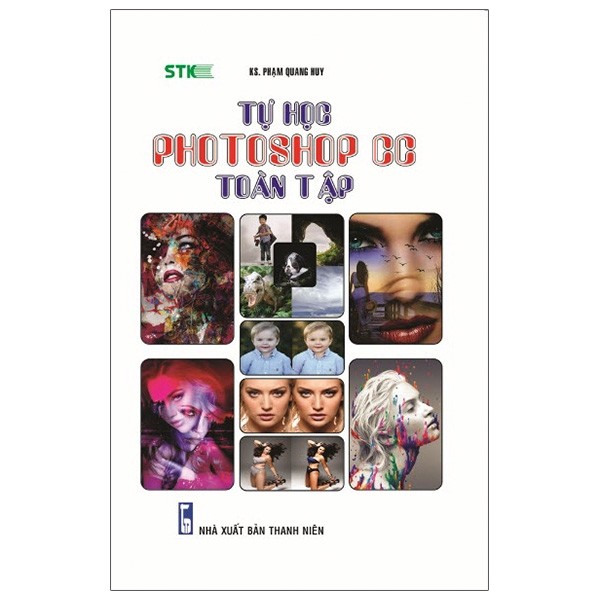 STK
KS. PHẠM QUANG HUY
TỰ HỌC
PHOTOSHOP CC
TOÀN TẬP
NHÀ XUẤT BẢN THANH NIÊN